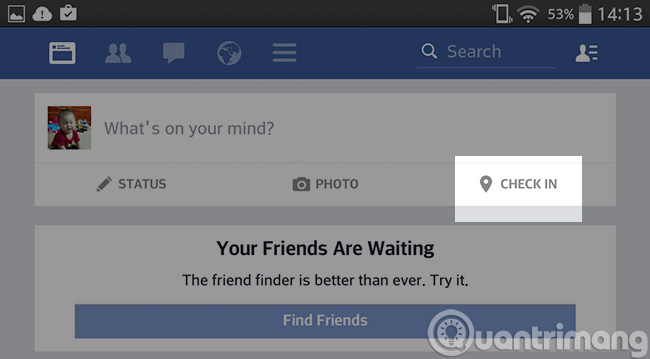 53% 14:13
Search
What's on your mind?
STATUS PHOTO CHECK IN
Your Friends Are Waiting
The friend finder is better than ever. Try it.
Find Friends
Quantrimang